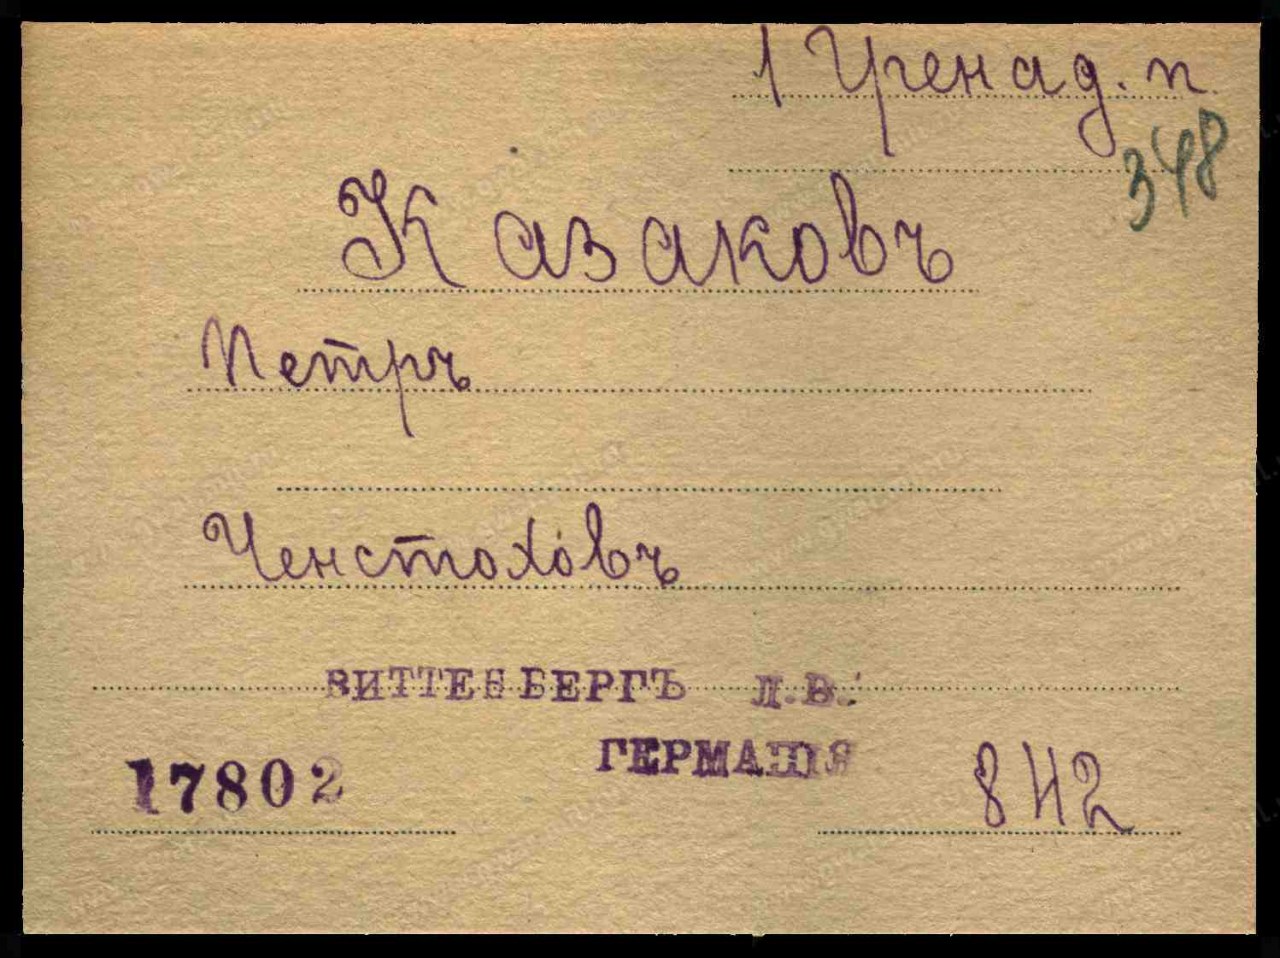 1 Гренад. п.
348
Казаковъ
Петръ
Ченстоховъ
ВИТТЕНБЕРГЪ Л.В.
ГЕРМАНІЯ
17802
842